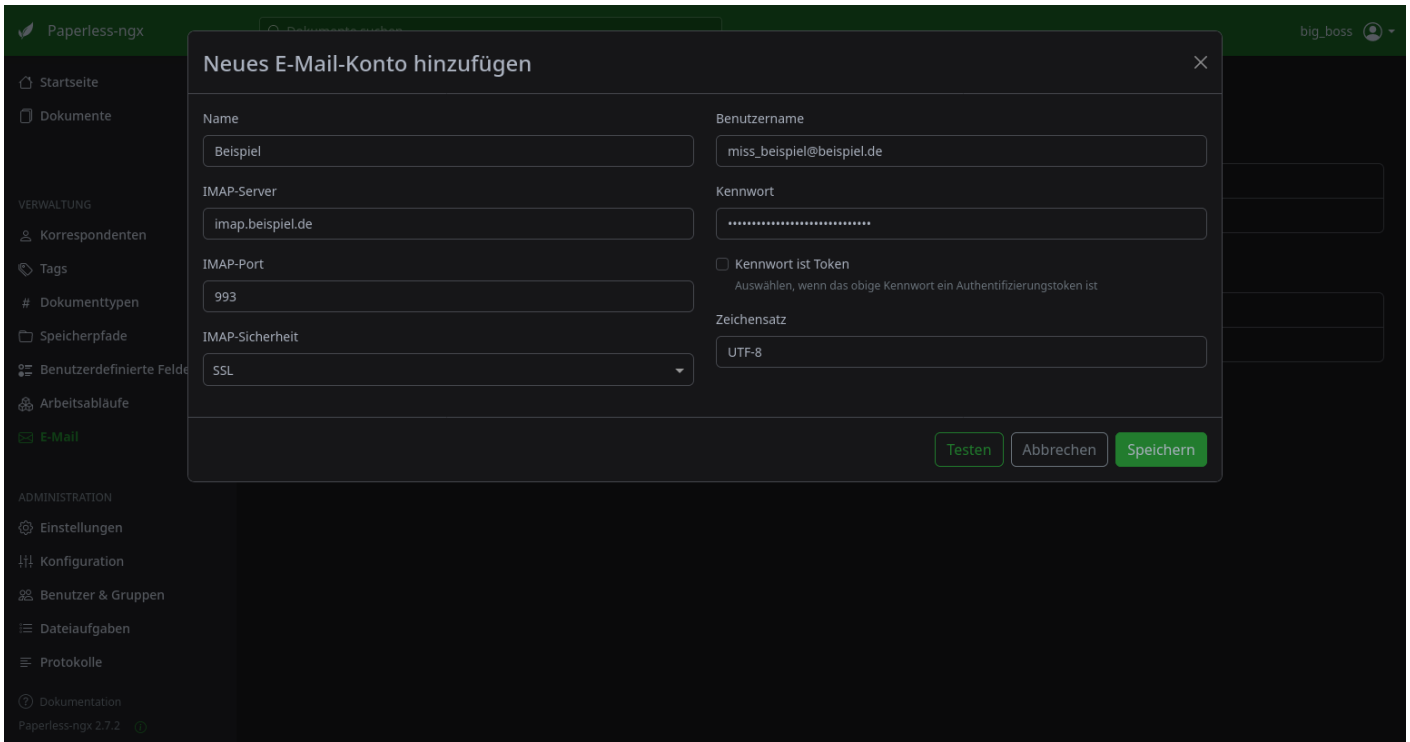 Paperless-ngx
Dokumente suchen
big_boss
Startseite
Dokumente
VERWALTUNG
Korrespondenten
Tags
# Dokumenttypen
Speicherpfade
Benutzerdefinierte Felde
Arbeitsabläufe
E-Mail
ADMINISTRATION
Einstellungen
Konfiguration
Benutzer & Gruppen
Dateiaufgaben
Protokolle
Dokumentation
Paperless-ngx 2.7.2
Neues E-Mail-Konto hinzufügen
Name
Beispiel
IMAP-Server
imap.beispiel.de
IMAP-Port
993
IMAP-Sicherheit
SSL
Benutzername
miss_beispiel@beispiel.de
Kennwort
••••••••••••••••••••••••••••••
Kennwort ist Token
Auswählen, wenn das obige Kennwort ein Authentifizierungstoken ist
Zeichensatz
UTF-8
Testen
Abbrechen
Speichern